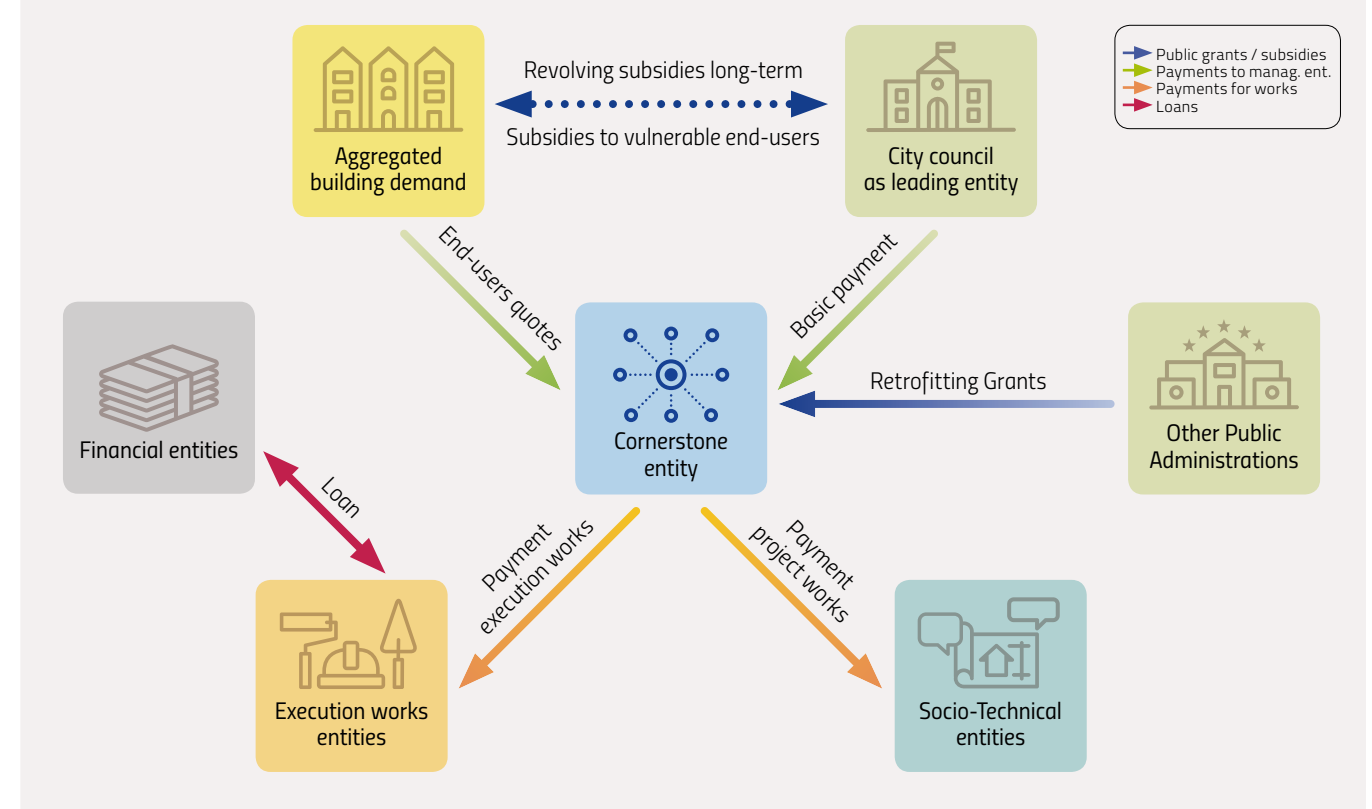 Revolving subsidies long-term
Subsidies to vulnerable end-users
Aggregated
building demand
City council
as leading entity
Public grants / subsidies
Payments to manag. ent.
Payments for works
Loans
End-users quotes
Basic payment
Retrofitting Grants
Financial entities
Cornerstone
entity
Other Public
Administrations
Loan
Payment
execution works
Payment
project works
Execution works
entities
Socio-Technical
entities